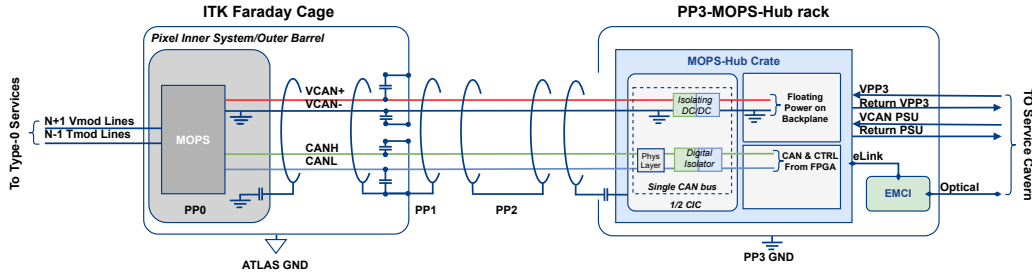 ITK Faraday Cage
PP3-MOPS-Hub rack
Pixel Inner System/Outer Barrel
MOPS-Hub Crate
VCAN+
VCAN-
Isolating
DC/DC
Floating
Power on
Backplane
VPP3
Return VPP3
VCAN PSU
Return PSU
To Type-0 Services
N+1 Vmod Lines
N-1 Tmod Lines
MOPS
CANH
CANL
Phys
Layer
Digital
Isolator
CAN & CTRL
From FPGA
eLink
TO Service Cavern
Single CAN bus
EMCI
Optical
PP0
PP1
PP2
1/2 CIC
ATLAS GND
PP3 GND